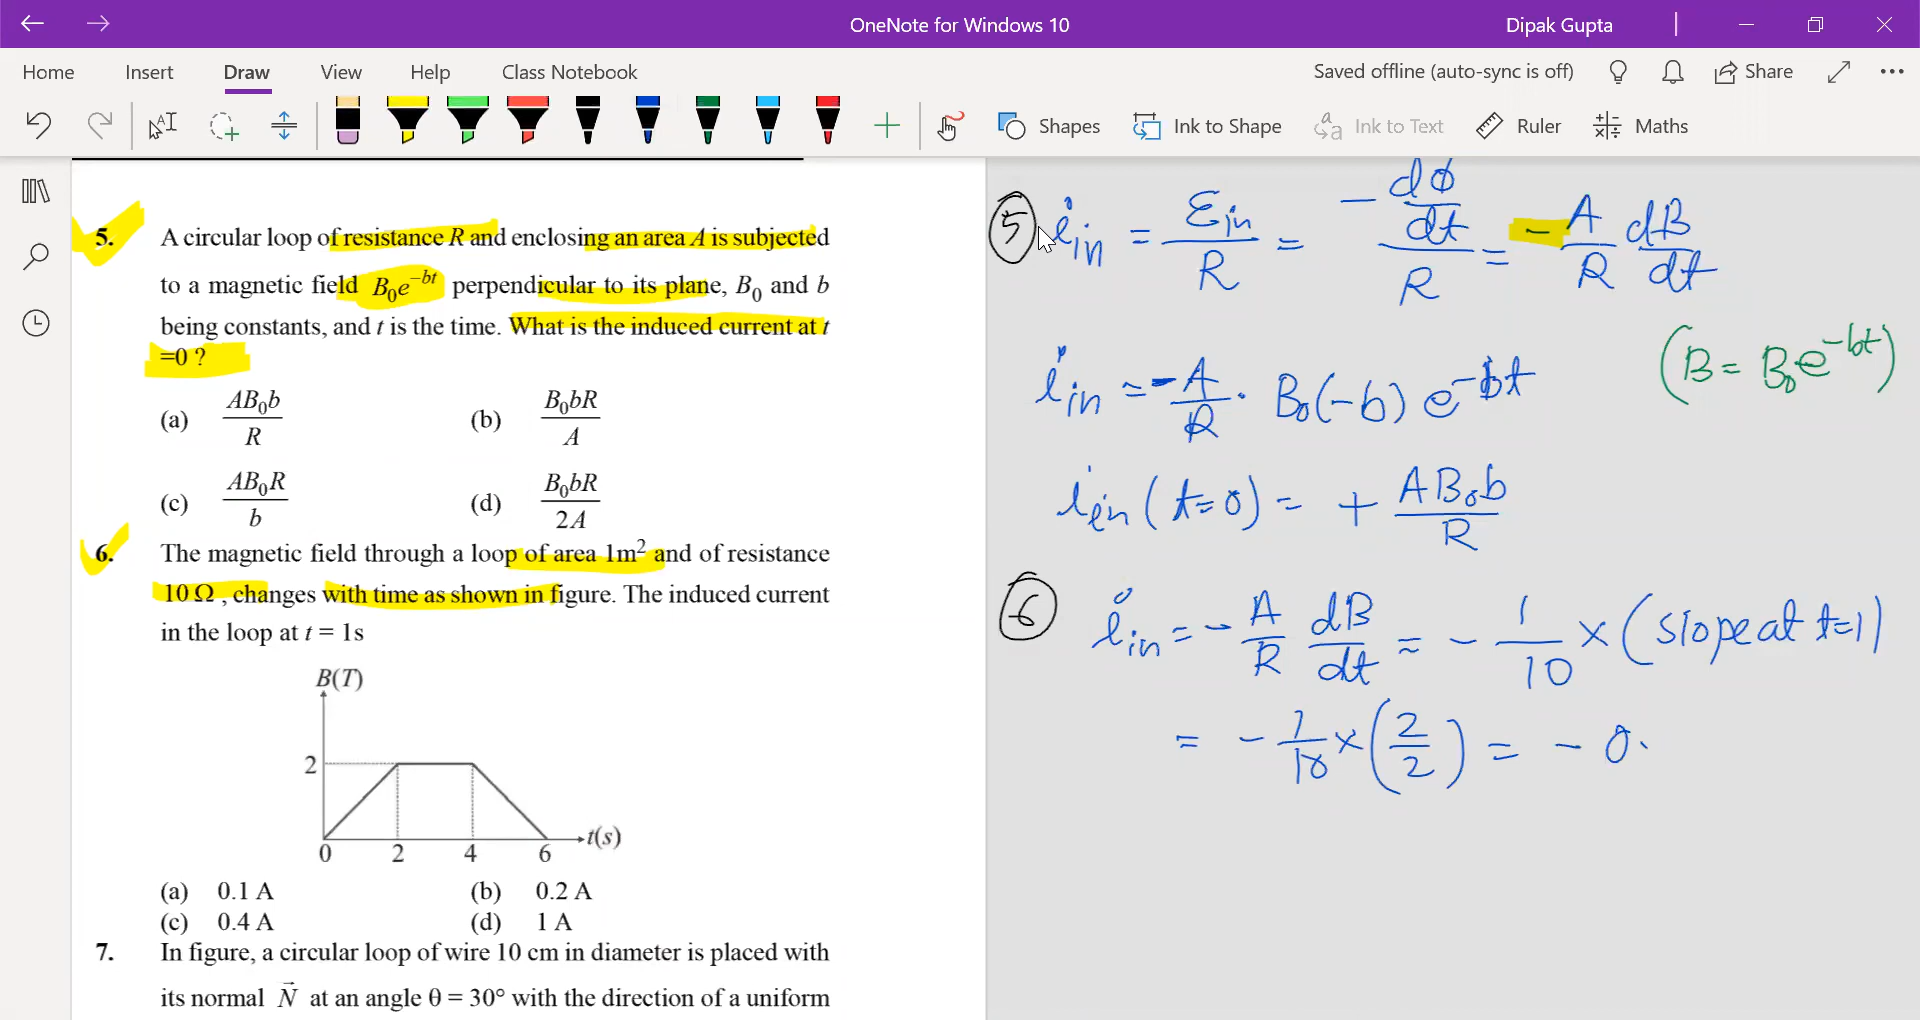 OneNote for Windows 10
Dipak Gupta
Home Insert Draw View Help Class Notebook
Saved offline (auto-sync is off) Share
Shapes Ink to Shape Ink to Text Ruler Maths
5. A circular loop of resistance R and enclosing an area A is subjected
to a magnetic field B₀e^{-bt} perpendicular to its plane, B₀ and b
being constants, and t is the time. What is the induced current at t
=0 ?
(a) AB₀b/R (b) B₀bR/A
(c) AB₀R/b (d) B₀bR/2A
6. The magnetic field through a loop of area 1m² and of resistance
10 Ω , changes with time as shown in figure. The induced current
in the loop at t = 1s
B(T)
2
t(s)
0 2 4 6
(a) 0.1 A (b) 0.2 A
(c) 0.4 A (d) 1 A
7. In figure, a circular loop of wire 10 cm in diameter is placed with
its normal N⃗ at an angle θ = 30° with the direction of a uniform
⑤ i_in = ε_in/R = -(dϕ/dt)/R = - A/R dB/dt
i_in = -A/R · B₀(-b) e^{-bt} (B = B₀e^{-bt})
i_in (t=0) = + AB₀b/R
⑥ i_in = - A/R dB/dt = - 1/10 × (slope at t=1)
= - 1/10 × (2/2) = - 0.